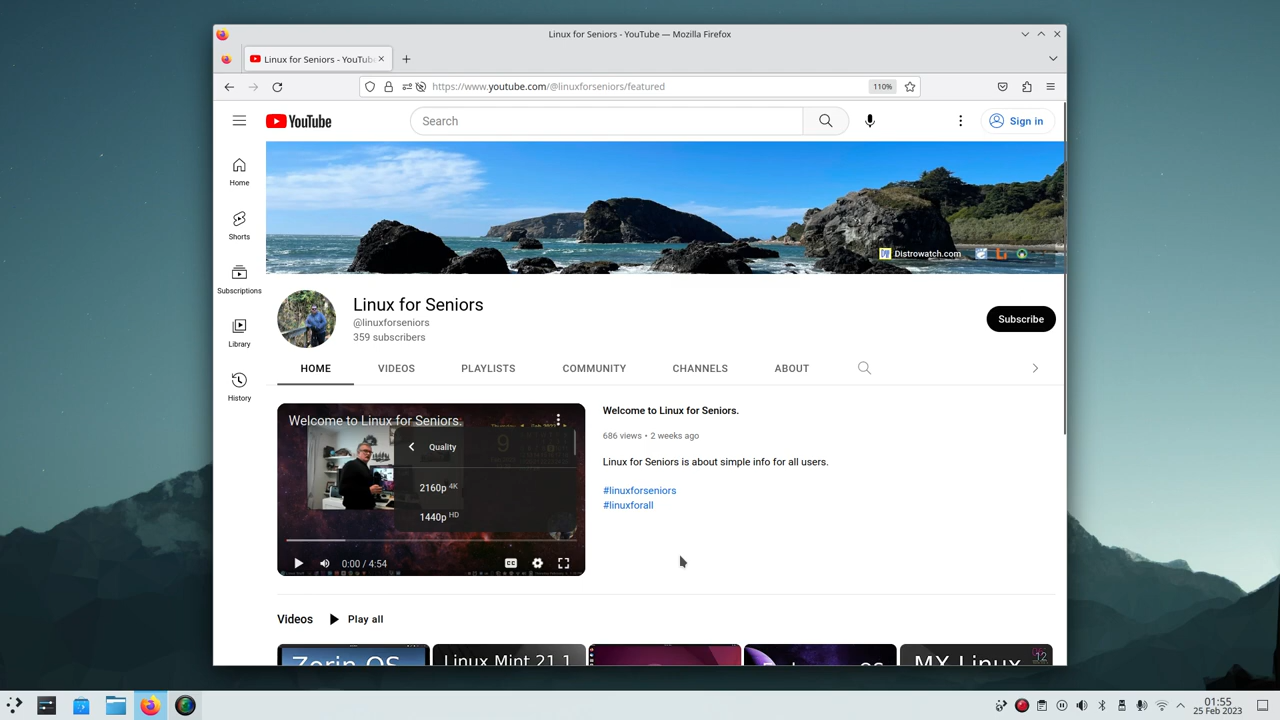 Linux for Seniors - YouTube — Mozilla Firefox
Linux for Seniors - YouTub
https://www.youtube.com/@linuxforseniors/featured
110%
YouTube
Search
Sign in
Home
Shorts
Subscriptions
Library
History
Distrowatch.com
Linux for Seniors
@linuxforseniors
359 subscribers
Subscribe
HOME VIDEOS PLAYLISTS COMMUNITY CHANNELS ABOUT
Welcome to Linux for Seniors.
Quality
2160p 4K
1440p HD
0:00 / 4:54
CC
Welcome to Linux for Seniors.
686 views • 2 weeks ago
Linux for Seniors is about simple info for all users.
#linuxforseniors
#linuxforall
Videos Play all
Zorin OS
Linux Mint 21.1
OS
MX Linux
12
01:55
25 Feb 2023